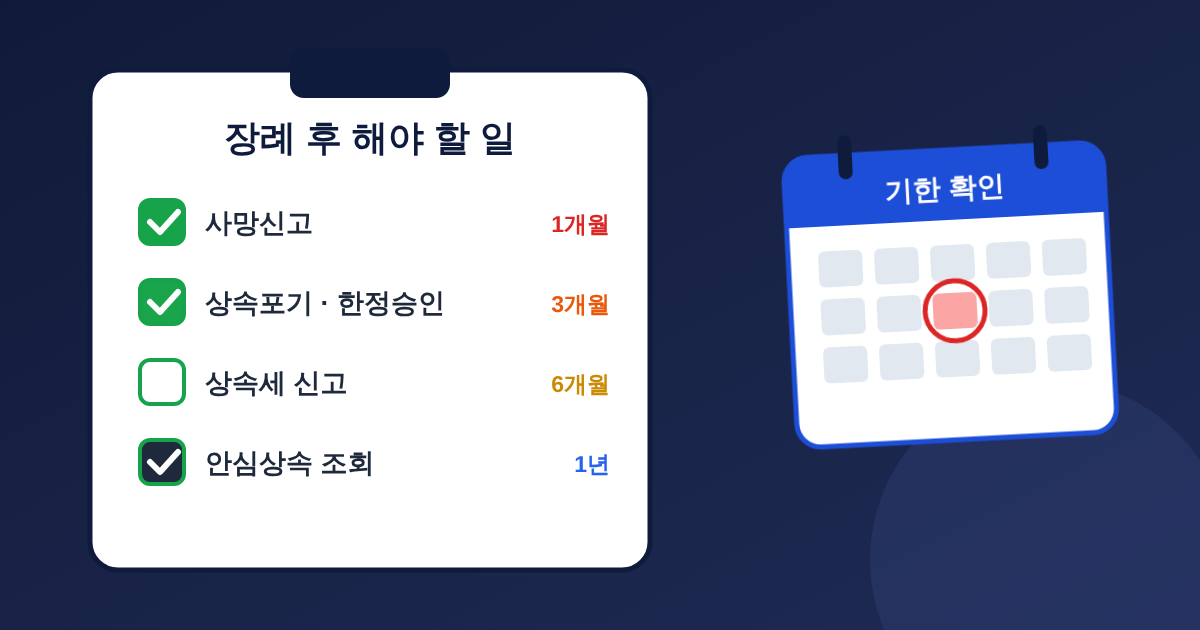 장례 후 해야 할 일
사망신고 1개월
상속포기 · 한정승인 3개월
상속세 신고 6개월
안심상속 조회 1년
기한 확인